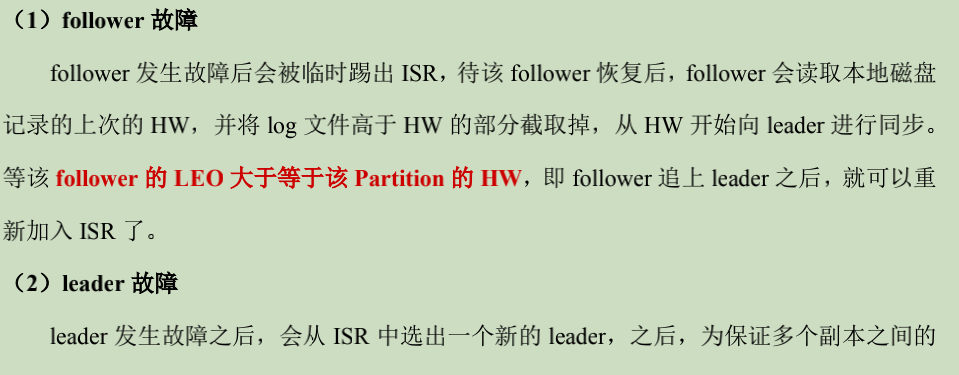 （1）follower 故障
follower 发生故障后会被临时踢出 ISR，待该 follower 恢复后，follower 会读取本地磁盘
记录的上次的 HW，并将 log 文件高于 HW 的部分截取掉，从 HW 开始向 leader 进行同步。
等该 follower 的 LEO 大于等于该 Partition 的 HW，即 follower 追上 leader 之后，就可以重
新加入 ISR 了。
（2）leader 故障
leader 发生故障之后，会从 ISR 中选出一个新的 leader，之后，为保证多个副本之间的